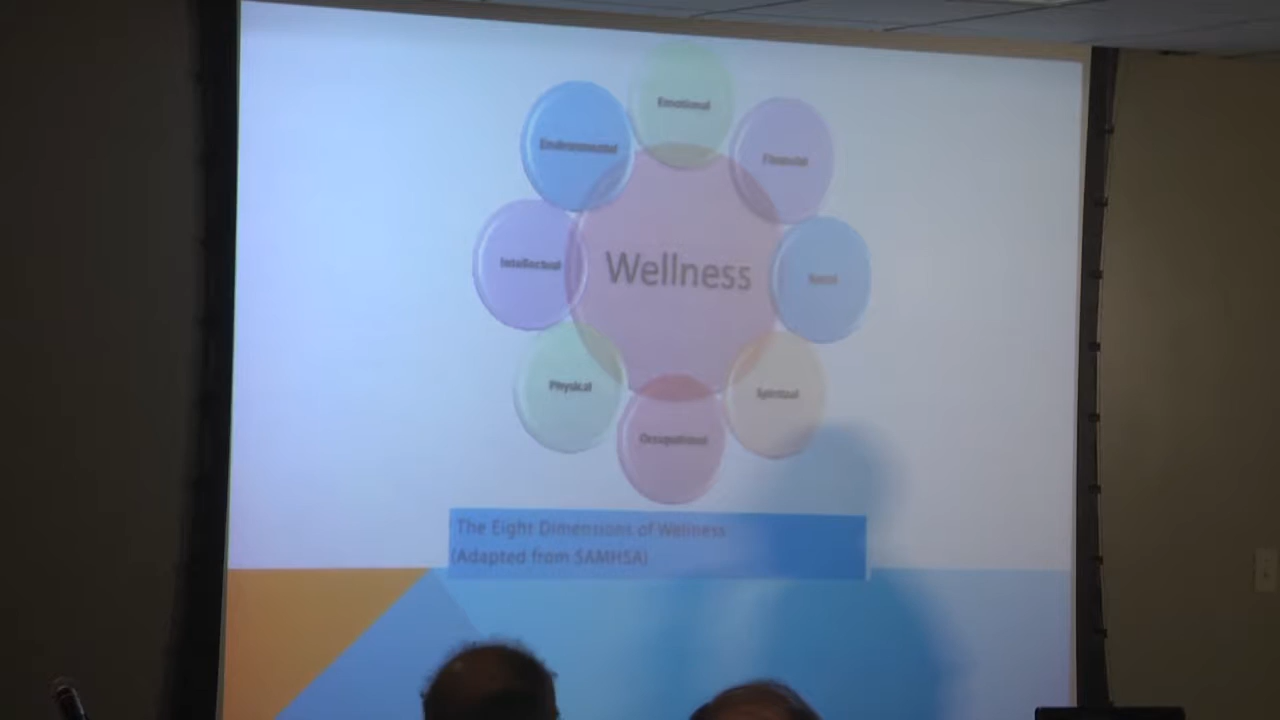 Emotional
Environmental
Financial
Intellectual
Wellness
Social
Physical
Spiritual
Occupational
The Eight Dimensions of Wellness
(Adapted from SAMHSA)